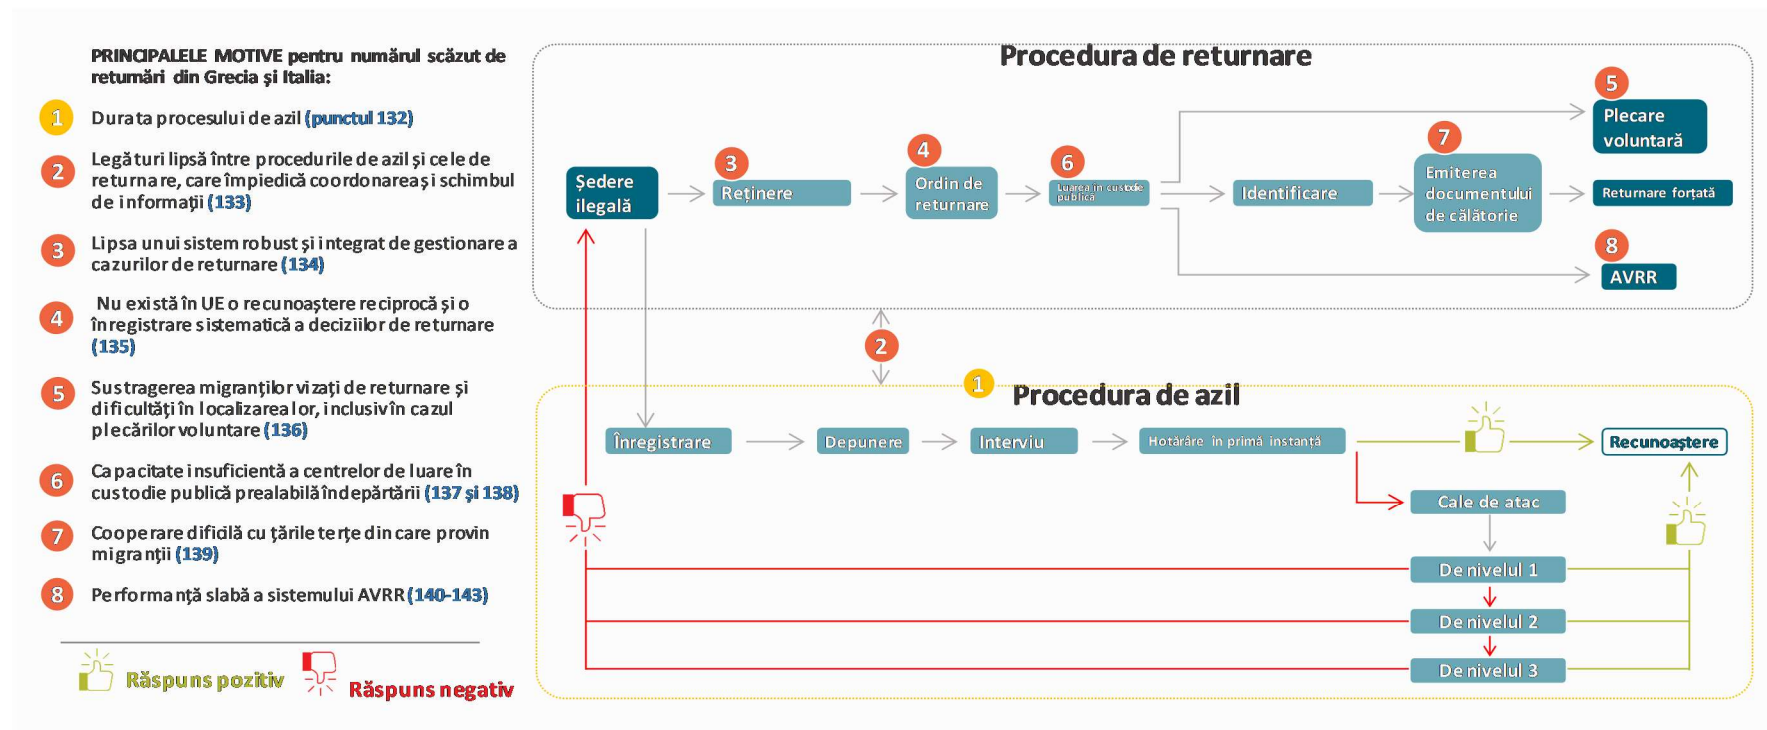 PRINCIPALELE MOTIVE pentru numărul scăzut de
returnări din Grecia și Italia:
1 Durata procesului de azil (punctul 132)
2 Legături lipsă între procedurile de azil și cele de
returnare, care împiedică coordonarea și schimbul
de informații (133)
3 Lipsa unui sistem robust și integrat de gestionare a
cazurilor de returnare (134)
4 Nu există în UE o recunoaștere reciprocă și o
înregistrare sistematică a deciziilor de returnare
(135)
5 Sustragerea migranților vizați de returnare și
dificultăți în localizarea lor, inclusiv în cazul
plecărilor voluntare (136)
6 Capacitate insuficientă a centrelor de luare în
custodie publică prealabilă îndepărtării (137 și 138)
7 Cooperare dificilă cu țările terțe din care provin
migranții (139)
8 Performanță slabă a sistemului AVRR (140-143)
Răspuns pozitiv
Răspuns negativ
Procedura de returnare
Ședere
ilegală
3
Reținere
4
Ordin de
returnare
6
Luarea în custodie
publică
Identificare
7
Emiterea
documentului
de călătorie
5
Plecare
voluntară
Returnare forțată
8
AVRR
2
1
Procedura de azil
Înregistrare
Depunere
Interviu
Hotărâre în primă instanță
Recunoaștere
Cale de atac
De nivelul 1
De nivelul 2
De nivelul 3